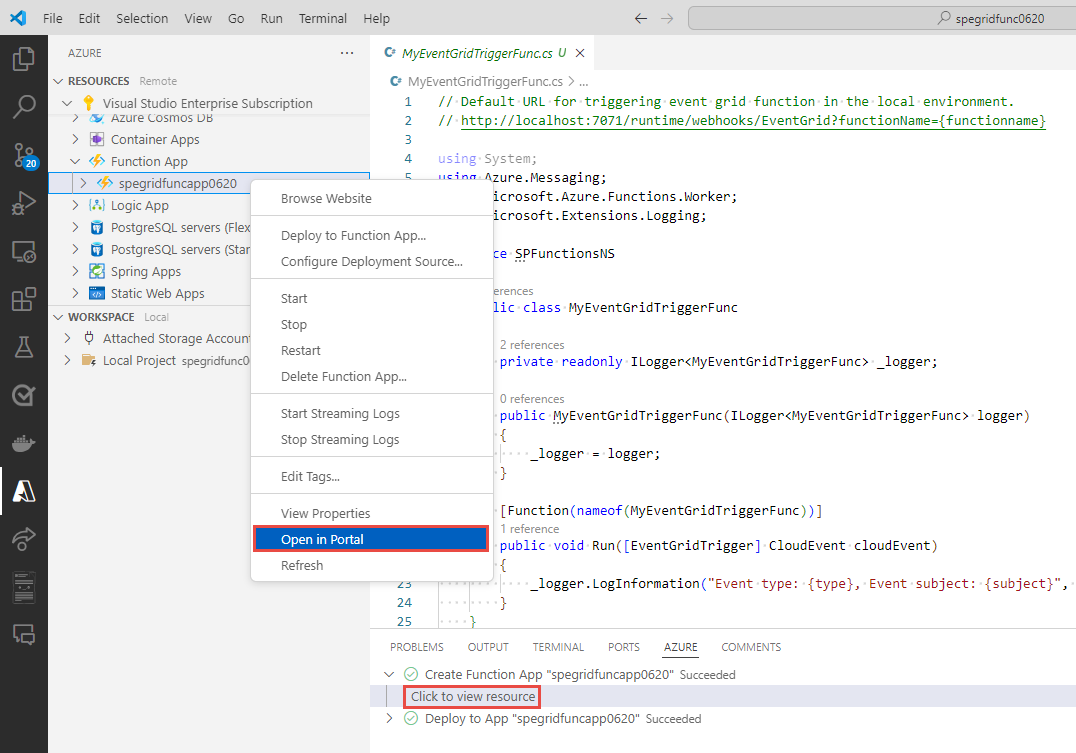 File Edit Selection View Go Run Terminal Help
spegridfunc0620
AZURE
RESOURCES Remote
Visual Studio Enterprise Subscription
Azure Cosmos DB
Container Apps
Function App
spegridfuncapp0620
Logic App
PostgreSQL servers (Flex
PostgreSQL servers (Stan
Spring Apps
Static Web Apps
WORKSPACE Local
Attached Storage Accoun
Local Project spegridfunc0
20
Browse Website
Deploy to Function App...
Configure Deployment Source...
Start
Stop
Restart
Delete Function App...
Start Streaming Logs
Stop Streaming Logs
Edit Tags...
View Properties
Open in Portal
Refresh
MyEventGridTriggerFunc.cs U
MyEventGridTriggerFunc.cs > ...
1 // Default URL for triggering event grid function in the local environment.
2 // http://localhost:7071/runtime/webhooks/EventGrid?functionName={functionname}
3
4 using System;
5 using Azure.Messaging;
icrosoft.Azure.Functions.Worker;
icrosoft.Extensions.Logging;
ce SPFunctionsNS
erences
lic class MyEventGridTriggerFunc
2 references
private readonly ILogger<MyEventGridTriggerFunc> _logger;
0 references
public MyEventGridTriggerFunc(ILogger<MyEventGridTriggerFunc> logger)
{
_logger = logger;
}
[Function(nameof(MyEventGridTriggerFunc))]
1 reference
public void Run([EventGridTrigger] CloudEvent cloudEvent)
{
23 _logger.LogInformation("Event type: {type}, Event subject: {subject}",
24 }
25 }
PROBLEMS OUTPUT TERMINAL PORTS AZURE COMMENTS
Create Function App "spegridfuncapp0620" Succeeded
Click to view resource
Deploy to App "spegridfuncapp0620" Succeeded